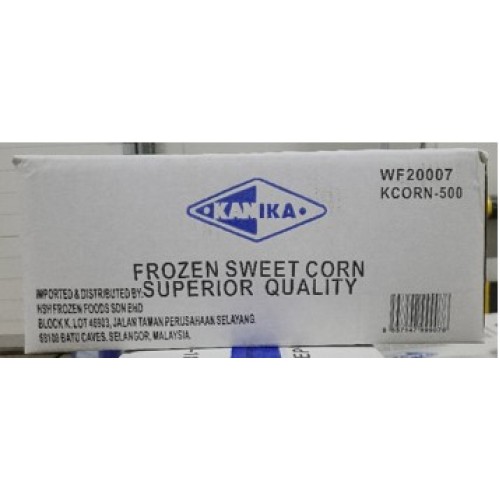 WF20007
KCORN-500
KANIKA
FROZEN SWEET CORN
SUPERIOR QUALITY
IMPORTED & DISTRIBUTED BY:
HSH FROZEN FOODS SDN BHD
BLOCK K, LOT 46903, JALAN TAMAN PERUSAHAAN SELAYANG,
68100 BATU CAVES, SELANGOR, MALAYSIA.